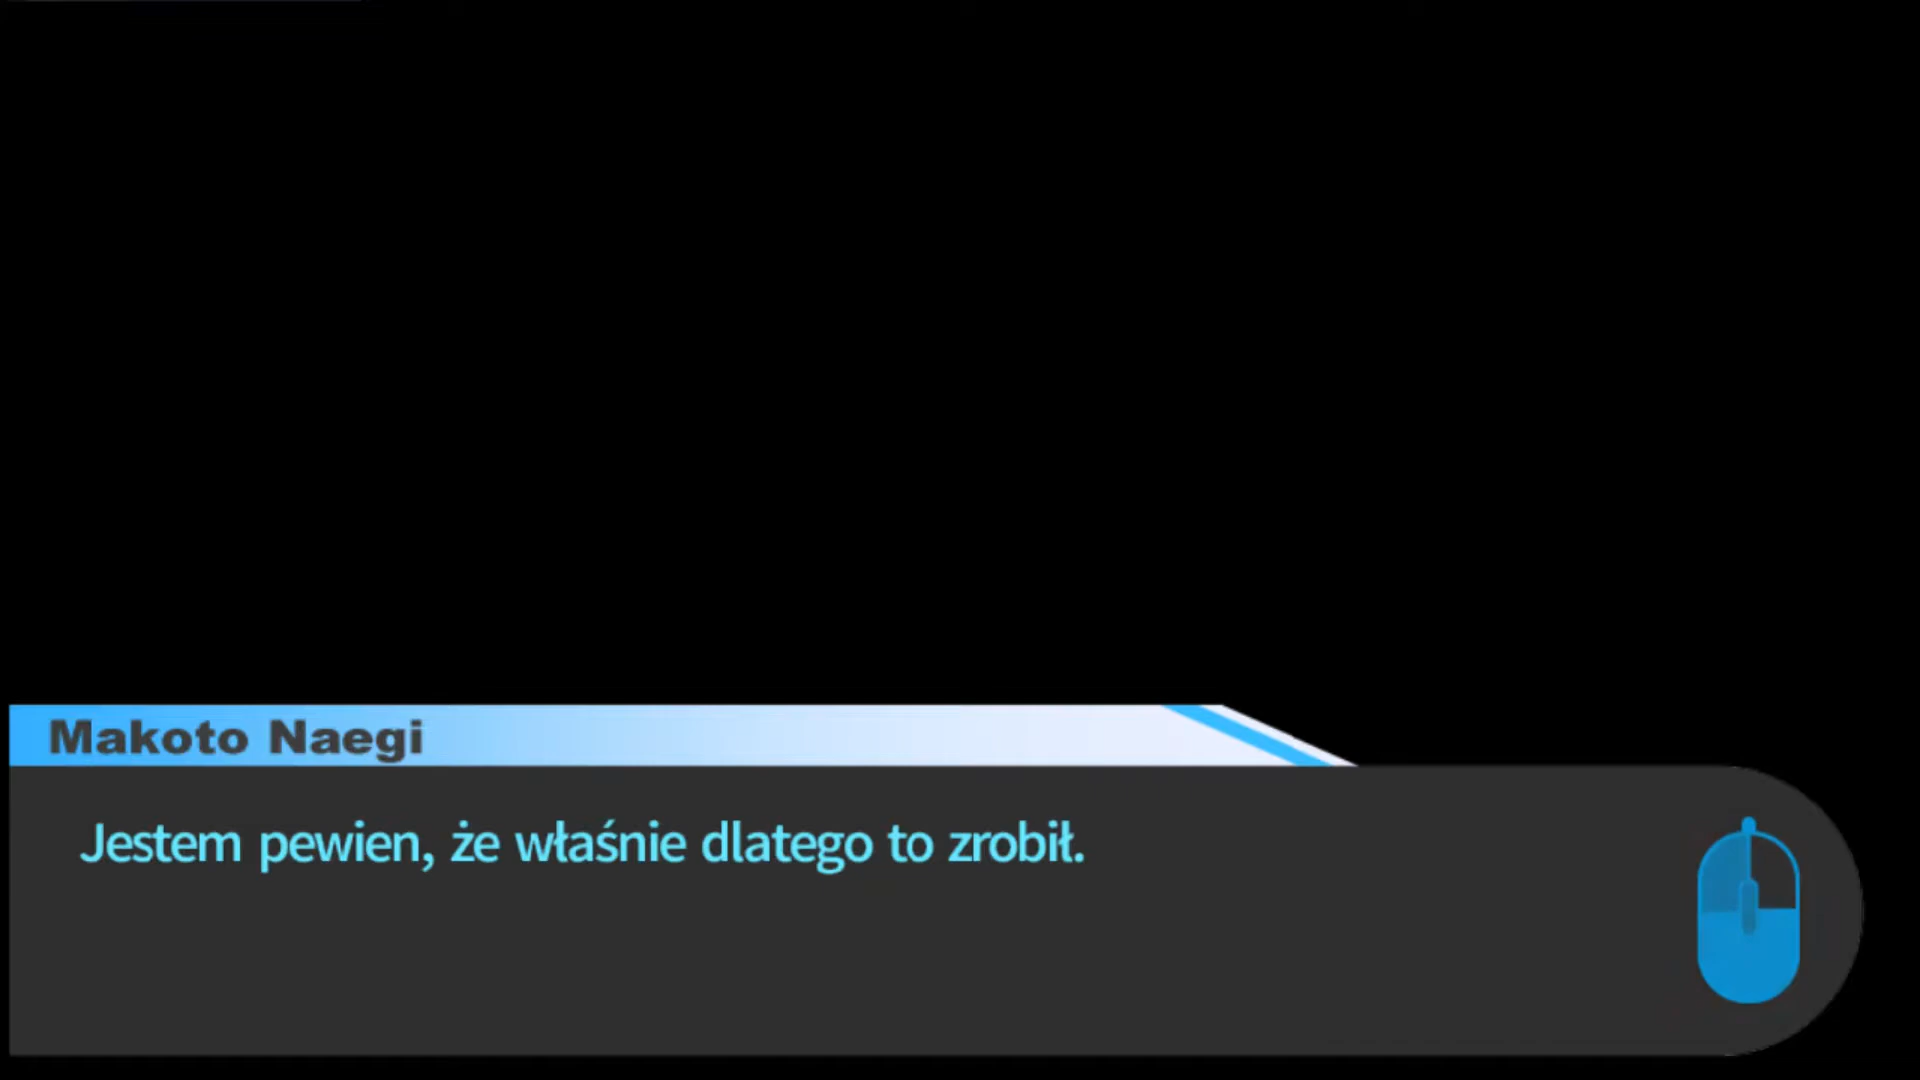 Makoto Naegi
Jestem pewien, że właśnie dlatego to zrobił.